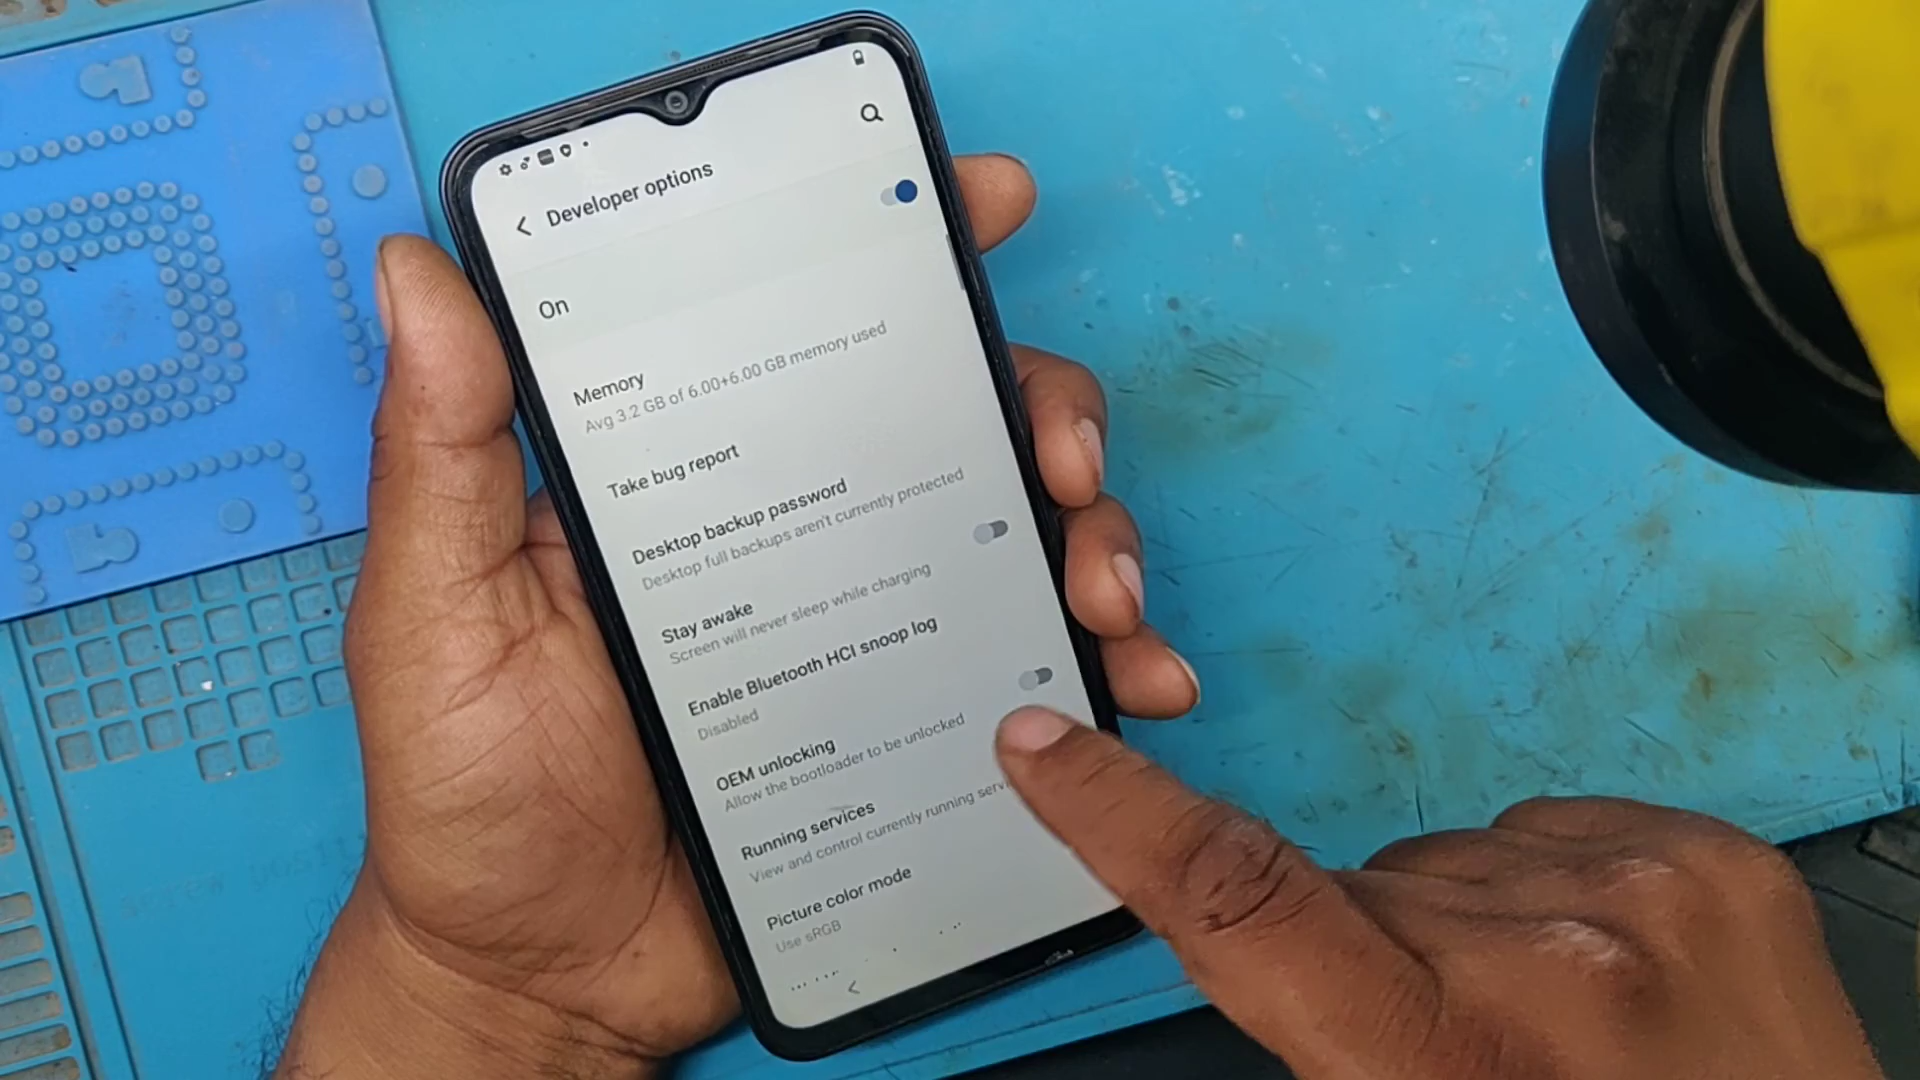 Developer options
On
Memory
Avg 3.2 GB of 6.00+6.00 GB memory used
Take bug report
Desktop backup password
Desktop full backups aren't currently protected
Stay awake
Screen will never sleep while charging
Enable Bluetooth HCI snoop log
Disabled
OEM unlocking
Allow the bootloader to be unlocked
Running services
View and control currently running
Picture color mode
Use sRGB